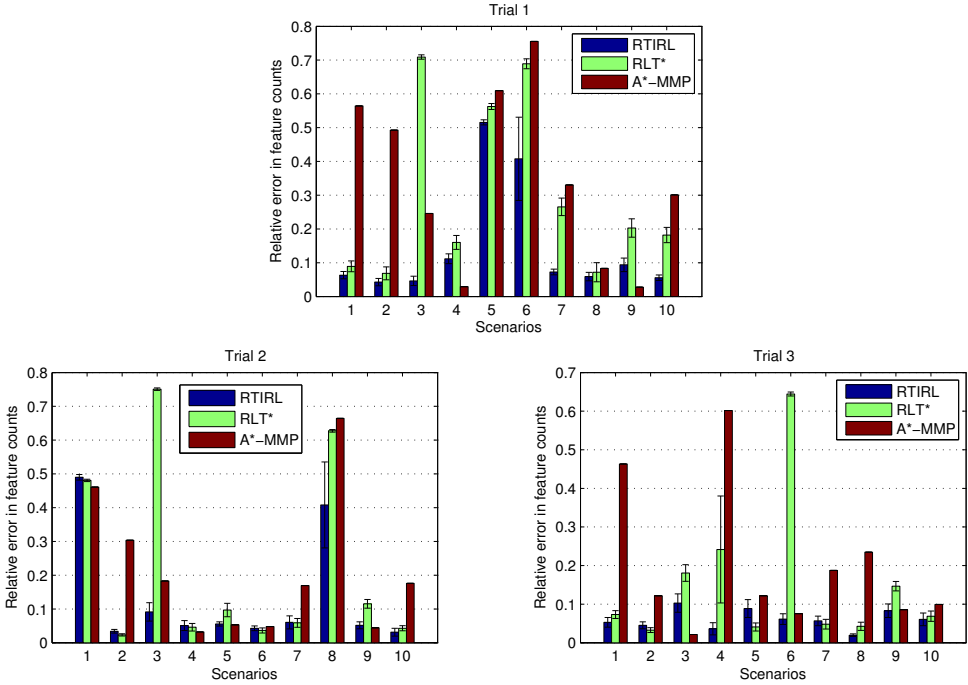 Trial 1
Relative error in feature counts
0.8
0.7
0.6
0.5
0.4
0.3
0.2
0.1
0
RTIRL
RLT*
A*−MMP
1 2 3 4 5 6 7 8 9 10
Scenarios
Trial 2
Relative error in feature counts
0.8
0.7
0.6
0.5
0.4
0.3
0.2
0.1
0
RTIRL
RLT*
A*−MMP
1 2 3 4 5 6 7 8 9 10
Scenarios
Trial 3
Relative error in feature counts
0.7
0.6
0.5
0.4
0.3
0.2
0.1
0
RTIRL
RLT*
A*−MMP
1 2 3 4 5 6 7 8 9 10
Scenarios